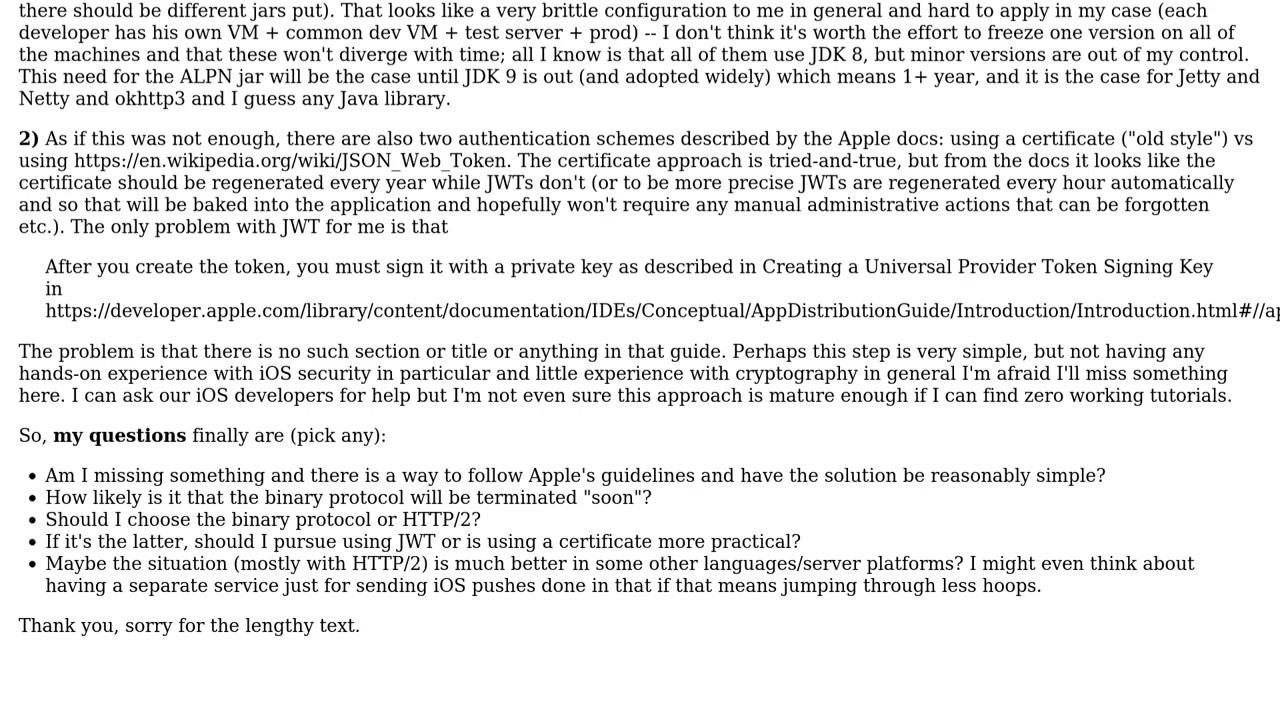 there should be different jars put). That looks like a very brittle configuration to me in general and hard to apply in my case (each
developer has his own VM + common dev VM + test server + prod) -- I don't think it's worth the effort to freeze one version on all of
the machines and that these won't diverge with time; all I know is that all of them use JDK 8, but minor versions are out of my control.
This need for the ALPN jar will be the case until JDK 9 is out (and adopted widely) which means 1+ year, and it is the case for Jetty and
Netty and okhttp3 and I guess any Java library.
2) As if this was not enough, there are also two authentication schemes described by the Apple docs: using a certificate ("old style") vs
using https://en.wikipedia.org/wiki/JSON_Web_Token. The certificate approach is tried-and-true, but from the docs it looks like the
certificate should be regenerated every year while JWTs don't (or to be more precise JWTs are regenerated every hour automatically
and so that will be baked into the application and hopefully won't require any manual administrative actions that can be forgotten
etc.). The only problem with JWT for me is that
After you create the token, you must sign it with a private key as described in Creating a Universal Provider Token Signing Key
in
https://developer.apple.com/library/content/documentation/IDEs/Conceptual/AppDistributionGuide/Introduction/Introduction.html#//ap
The problem is that there is no such section or title or anything in that guide. Perhaps this step is very simple, but not having any
hands-on experience with iOS security in particular and little experience with cryptography in general I'm afraid I'll miss something
here. I can ask our iOS developers for help but I'm not even sure this approach is mature enough if I can find zero working tutorials.
So, my questions finally are (pick any):
• Am I missing something and there is a way to follow Apple's guidelines and have the solution be reasonably simple?
• How likely is it that the binary protocol will be terminated "soon"?
• Should I choose the binary protocol or HTTP/2?
• If it's the latter, should I pursue using JWT or is using a certificate more practical?
• Maybe the situation (mostly with HTTP/2) is much better in some other languages/server platforms? I might even think about
having a separate service just for sending iOS pushes done in that if that means jumping through less hoops.
Thank you, sorry for the lengthy text.